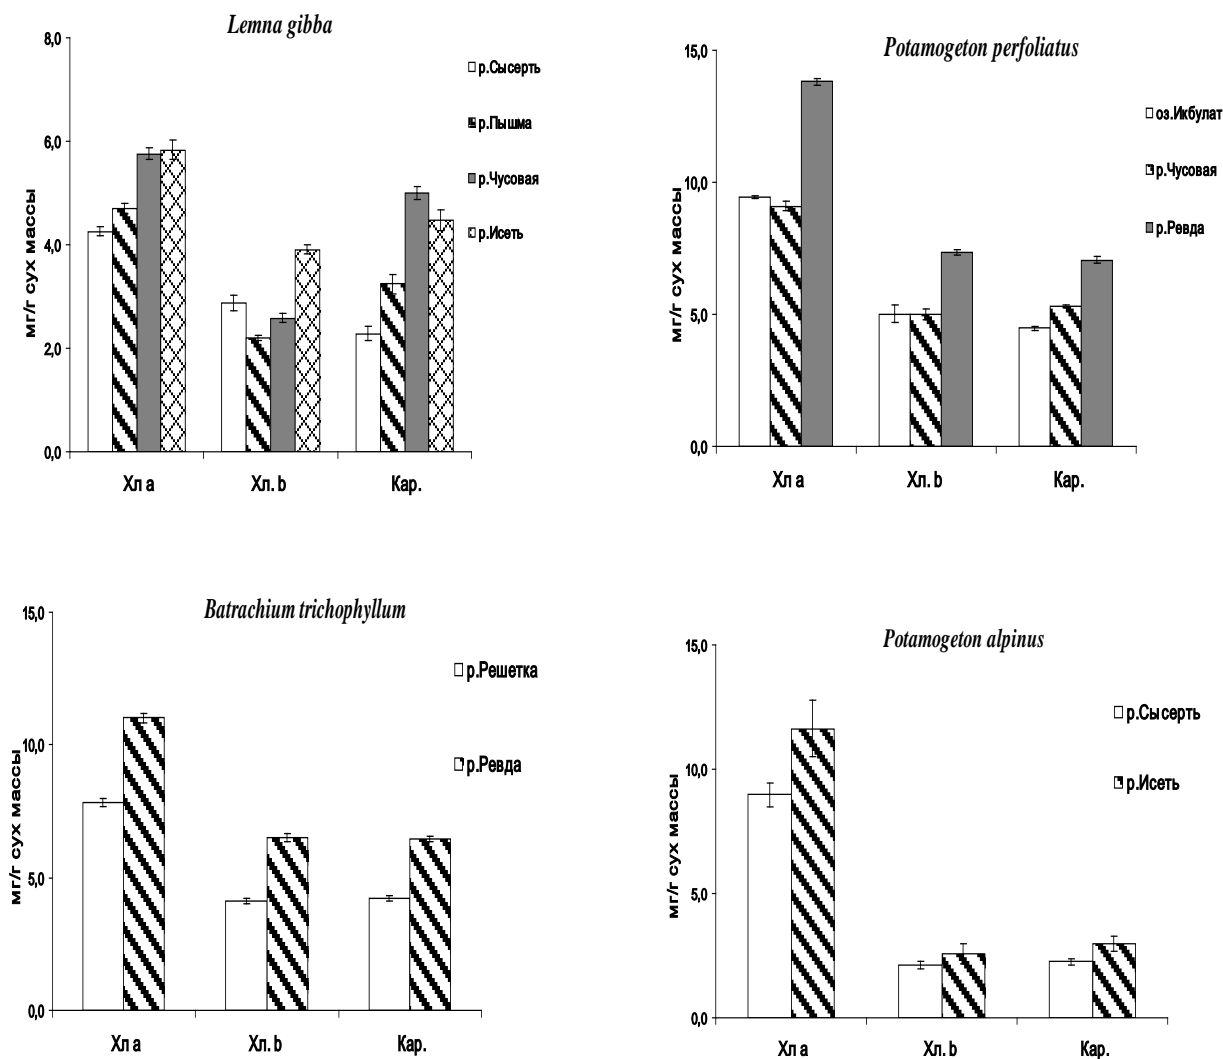 Lemna gibba
8,0
6,0
4,0
2,0
0,0
мг/г сух массы
Хл а
Хл. b
Кар.
р.Сысерть
р.Пышма
р.Чусовая
р.Исеть
Potamogeton perfoliatus
15,0
10,0
5,0
0,0
мг/г сух массы
Хл а
Хл. b
Кар.
оз.Икбулат
р.Чусовая
р.Ревда
Batrachium trichophyllum
15,0
10,0
5,0
0,0
мг/г сух массы
Хл а
Хл. b
Кар.
р.Решетка
р.Ревда
Potamogeton alpinus
15,0
10,0
5,0
0,0
мг/г сух массы
Хл а
Хл. b
Кар.
р.Сысерть
р.Исеть